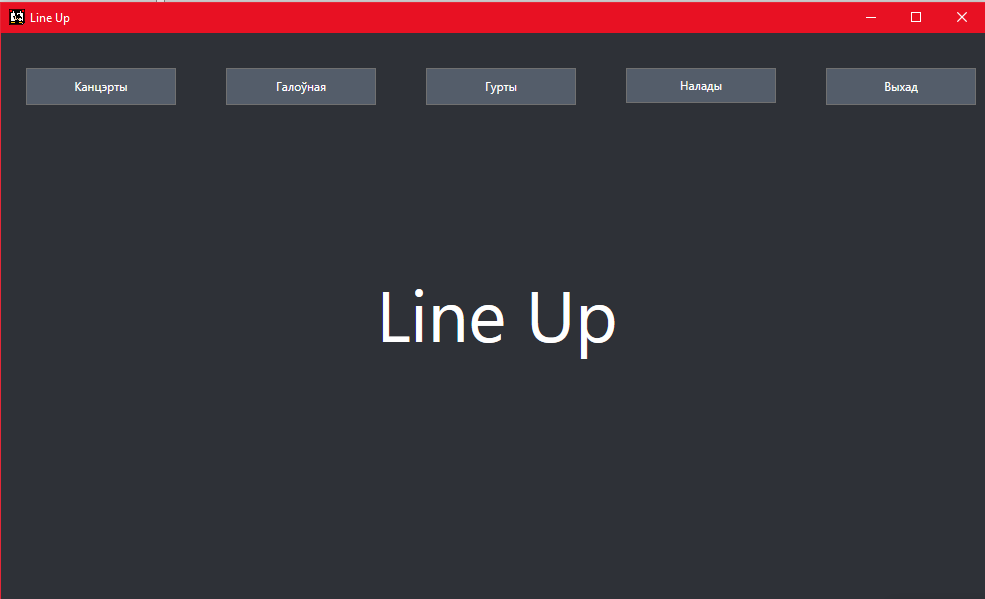 Line Up
Канцэрты
Галоўная
Гурты
Налады
Выхад
Line Up